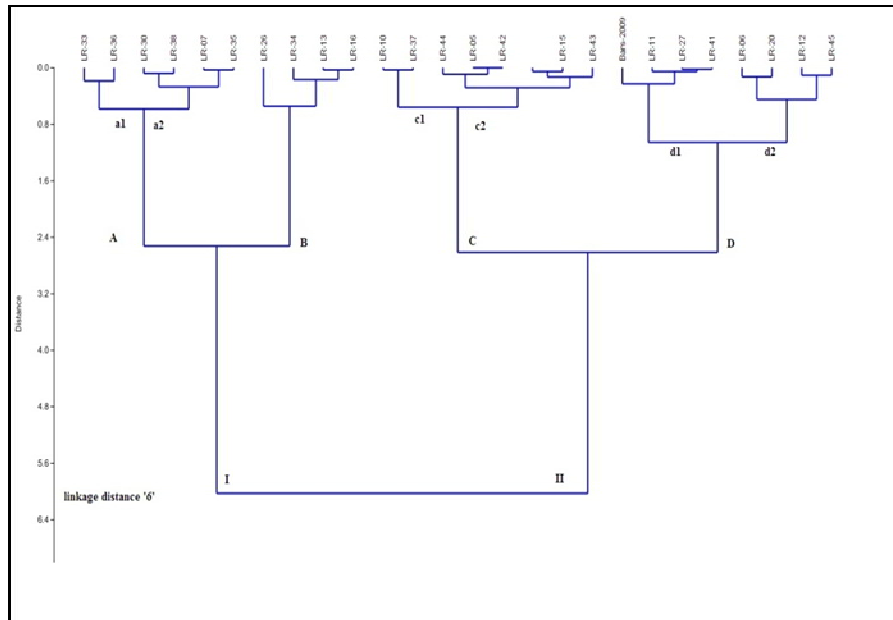 LR-33 LR-36 LR-30 LR-38 LR-07 LR-35 LR-26 LR-34 LR-13 LR-16 LR-10 LR-37 LR-44 LR-05 LR-42 LR-15 LR-43 Bars-2009 LR-11 LR-27 LR-41 LR-06 LR-20 LR-12 LR-45
0.0
0.8
a1 a2 c1 c2
d1 d2
1.6
2.4
A B C D
3.2
Distance
4.0
4.8
5.6
I II
linkage distance '6'
6.4